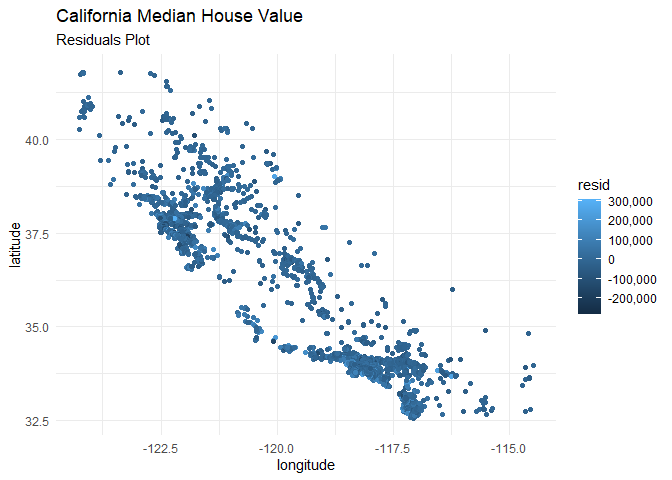 California Median House Value
Residuals Plot
latitude
40.0
37.5
35.0
32.5
-122.5
-120.0
-117.5
-115.0
longitude
resid
300,000
200,000
100,000
0
-100,000
-200,000